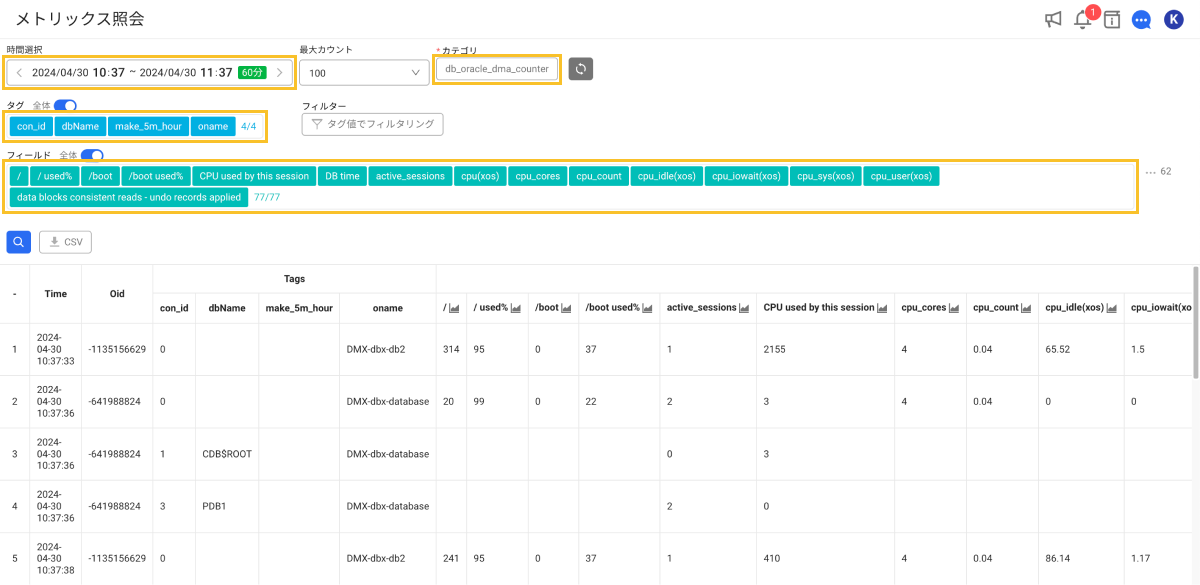 メトリックス照会
1
K
時間選択
最大カウント
* カテゴリ
2024/04/30 10:37 ~ 2024/04/30 11:37 60分
100
db_oracle_dma_counter
タグ 全体
フィルター
con_id dbName make_5m_hour oname 4/4
タグ値でフィルタリング
フィールド 全体
/ / used% /boot /boot used% CPU used by this session DB time active_sessions cpu(xos) cpu_cores cpu_count cpu_idle(xos) cpu_iowait(xos) cpu_sys(xos) cpu_user(xos)
... 62
data blocks consistent reads - undo records applied 77/77
CSV
Tags
- Time Oid
con_id dbName make_5m_hour oname / / used% /boot /boot used% active_sessions CPU used by this session cpu_cores cpu_count cpu_idle(xos) cpu_iowait(xo
1 2024-04-30 10:37:33 -1135156629 0 DMX-dbx-db2 314 95 0 37 1 2155 4 0.04 65.52 1.5
2 2024-04-30 10:37:36 -641988824 0 DMX-dbx-database 20 99 0 22 2 3 4 0.04 0 0
3 2024-04-30 10:37:36 -641988824 1 CDB$ROOT DMX-dbx-database 0 3
4 2024-04-30 10:37:36 -641988824 3 PDB1 DMX-dbx-database 2 0
5 2024-04-30 10:37:38 -1135156629 0 DMX-dbx-db2 241 95 0 37 1 410 4 0.04 86.14 1.17